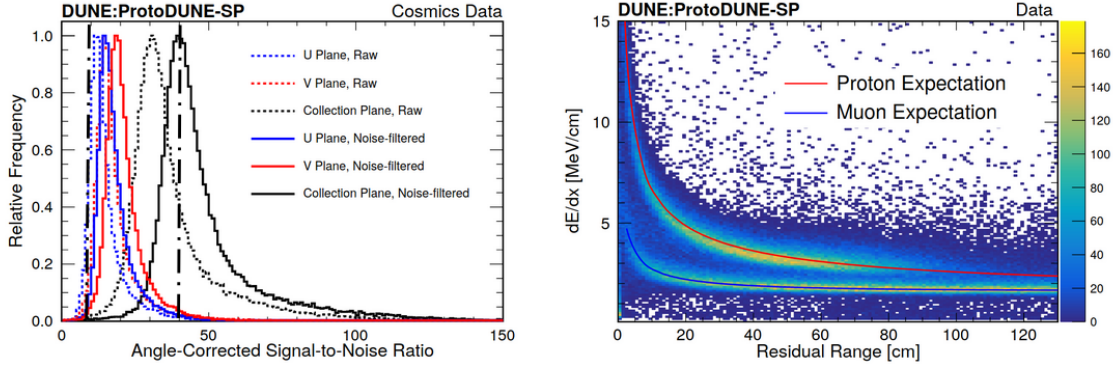 DUNE:ProtoDUNE-SP Cosmics Data
1.0
0.8
0.6
0.4
0.2
0.0
0 50 100 150
Relative Frequency
Angle-Corrected Signal-to-Noise Ratio
U Plane, Raw
V Plane, Raw
Collection Plane, Raw
U Plane, Noise-filtered
V Plane, Noise-filtered
Collection Plane, Noise-filtered
DUNE:ProtoDUNE-SP Data
15
10
5
0 20 40 60 80 100 120
dE/dx [MeV/cm]
Residual Range [cm]
Proton Expectation
Muon Expectation
160
140
120
100
80
60
40
20
0